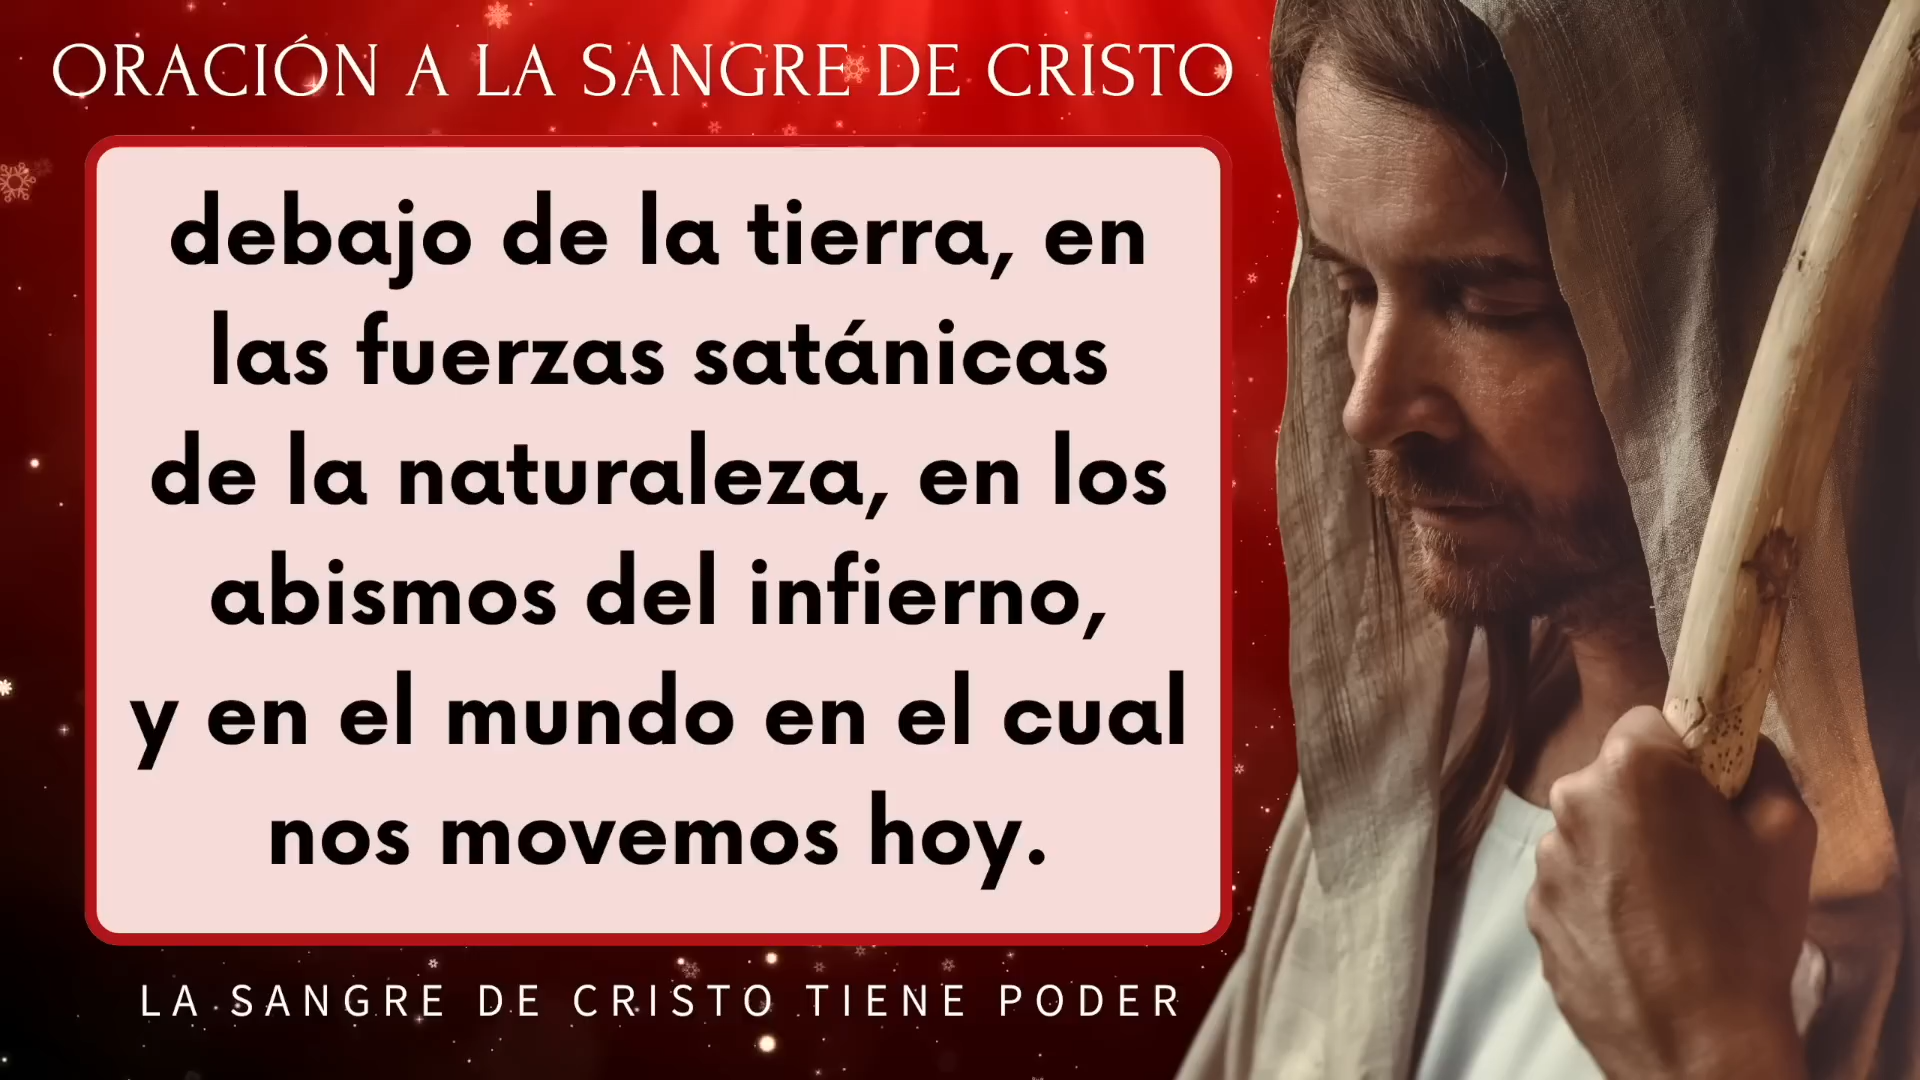 ORACIÓN A LA SANGRE DE CRISTO
debajo de la tierra, en
las fuerzas satánicas
de la naturaleza, en los
abismos del infierno,
y en el mundo en el cual
nos movemos hoy.
LA SANGRE DE CRISTO TIENE PODER